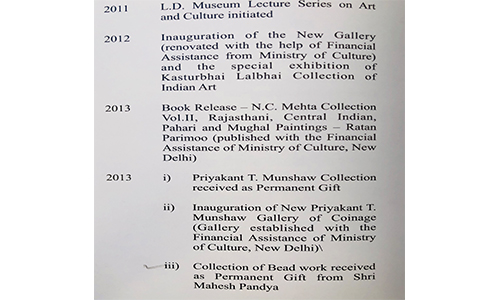 2011 L.D. Museum Lecture Series on Art
and Culture initiated
2012 Inauguration of the New Gallery
(renovated with the help of Financial
Assistance from Ministry of Culture)
and the special exhibition of
Kasturbhai Lalbhai Collection of
Indian Art
2013 Book Release – N.C. Mehta Collection
Vol.II, Rajasthani, Central Indian,
Pahari and Mughal Paintings – Ratan
Parimoo (published with the Financial
Assistance of Ministry of Culture, New
Delhi)
2013 i) Priyakant T. Munshaw Collection
received as Permanent Gift
ii) Inauguration of New Priyakant T.
Munshaw Gallery of Coinage
(Gallery established with the
Financial Assistance of Ministry
of Culture, New Delhi)\
iii) Collection of Bead work received
as Permanent Gift from Shri
Mahesh Pandya